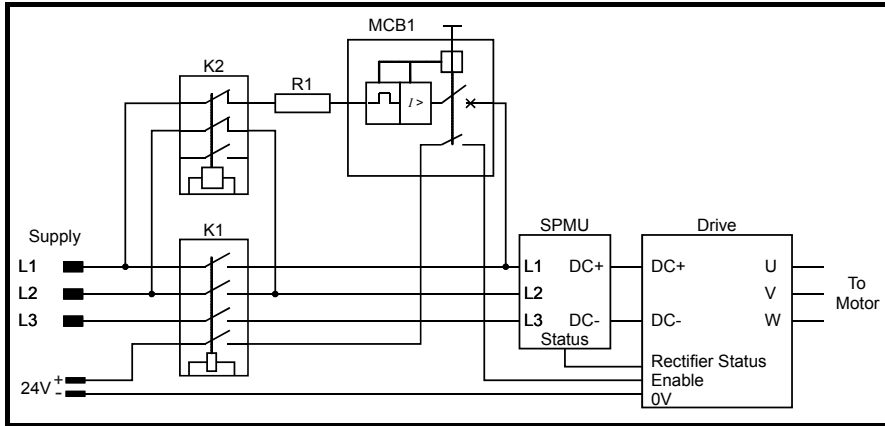 MCB1
K2
R1
I >
K1
Supply
SPMU
Drive
L1
L1
DC+
DC+
U
L2
L2
V
To
Motor
L3
L3
DC-
DC-
W
Status
Rectifier Status
24V
+
-
Enable
0V